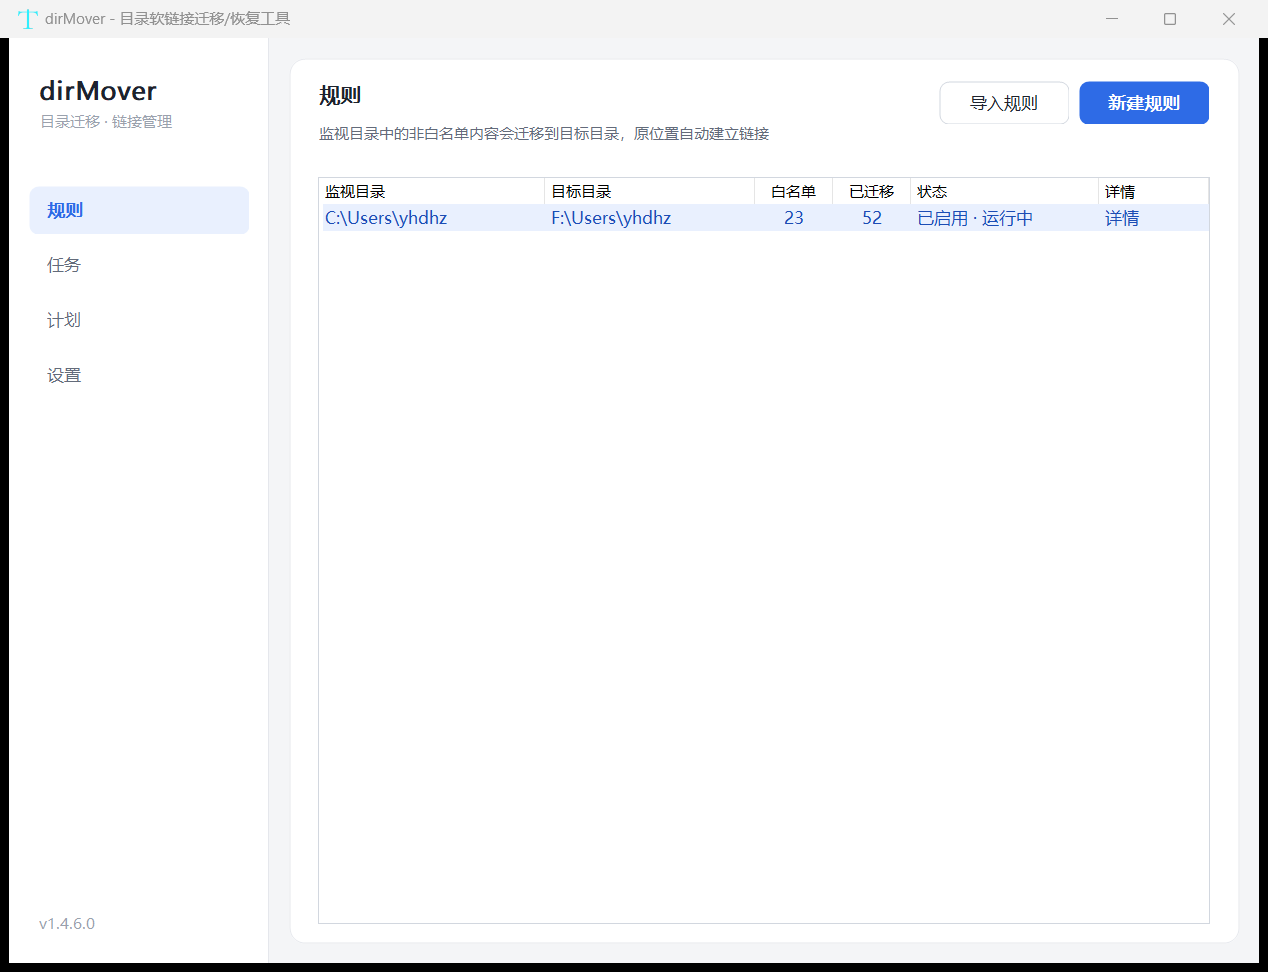 dirMover - 目录软链接迁移/恢复工具
dirMover
目录迁移 · 链接管理
规则
任务
计划
设置
v1.4.6.0
规则
监视目录中的非白名单内容会迁移到目标目录，原位置自动建立链接
导入规则
新建规则
监视目录 目标目录 白名单 已迁移 状态 详情
C:\Users\yhdhz F:\Users\yhdhz 23 52 已启用 · 运行中 详情